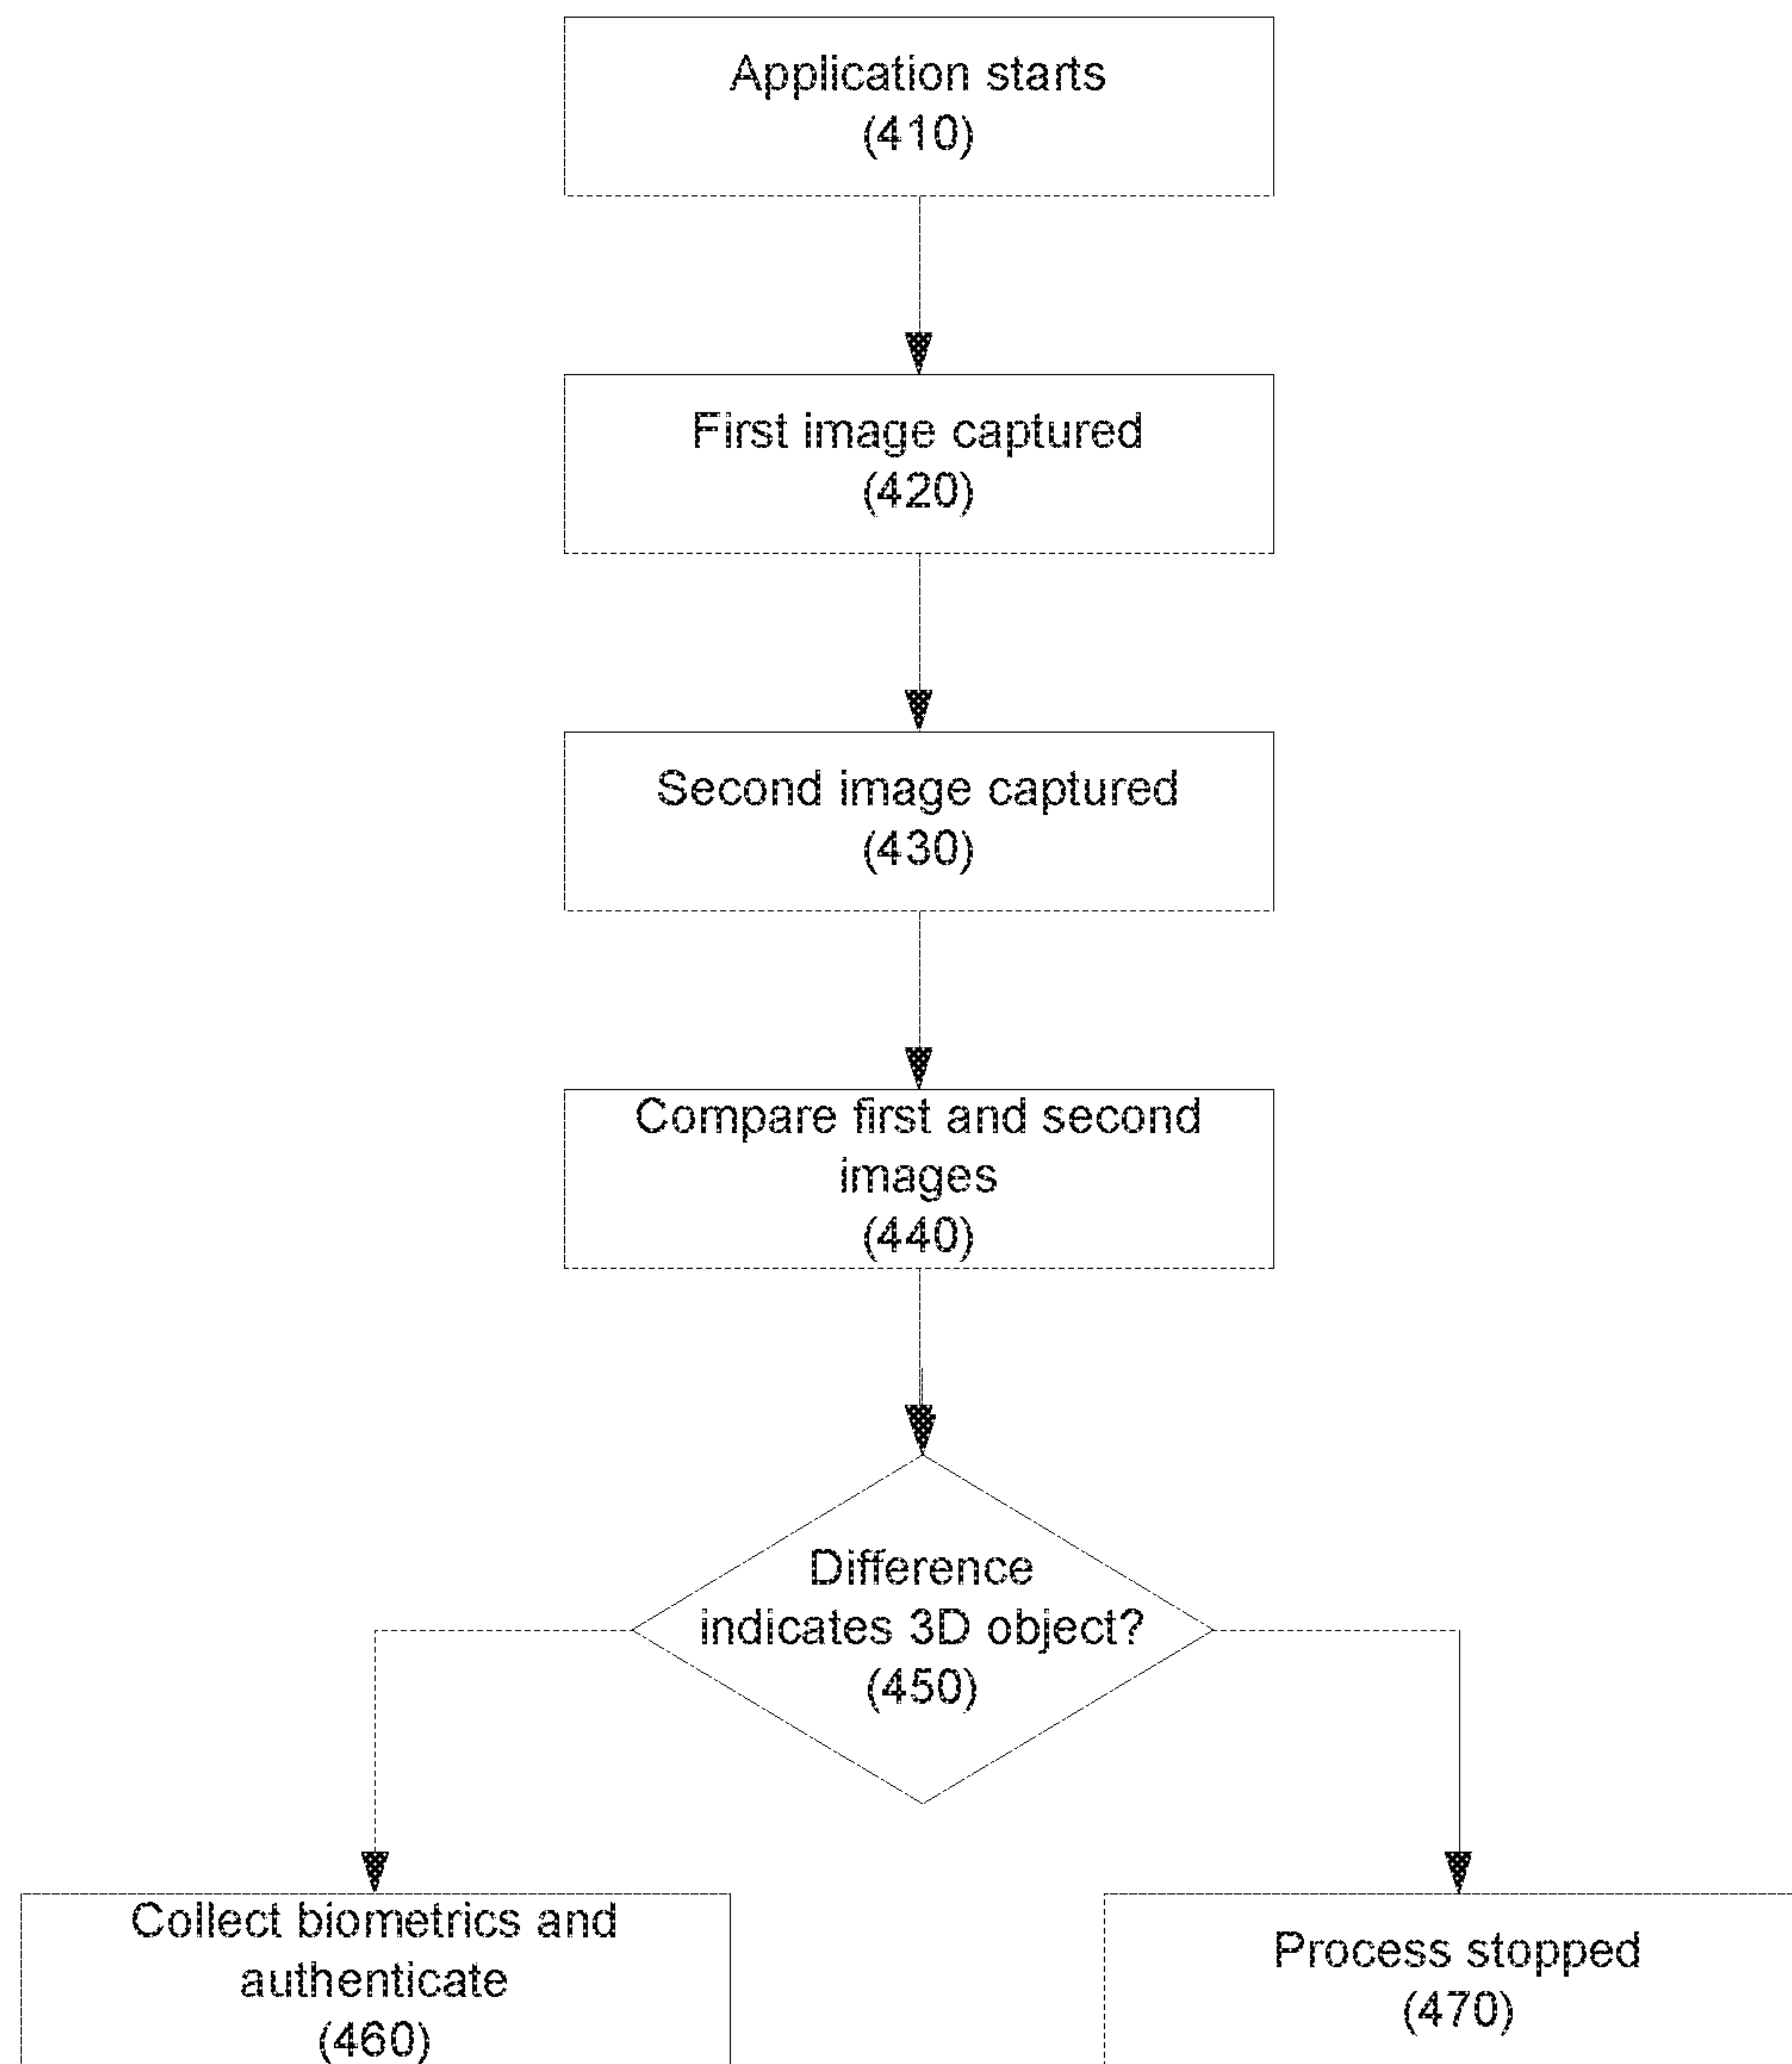 Application starts
(410)
First image captured
(420)
Second image captured
(430)
Compare first and second
images
(440)
Difference
indicates 3D object?
(450)
Collect biometrics and
authenticate
(460)
Process stopped
(470)